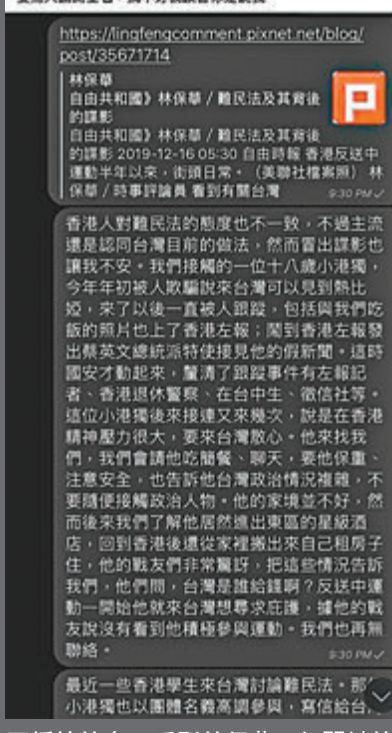 https://lingfengcomment.pixnet.net/blog/
post/35671714
林保華
自由共和國》林保華／難民法及其背後
的諜影
自由共和國》林保華／難民法及其背後
的諜影 2019-12-16 05:30 自由時報 香港反送中
運動半年以來，街頭日常。（美聯社檔案照） 林
保華／時事評論員 看到有關台灣
9:30 PM
香港人對難民法的態度也不一致，不過主流
還是認同台灣目前的做法，然而冒出諜影也
讓我不安。我們接觸的一位十八歲小港獨，
今年年初被人欺騙說來台灣可以見到熱比
婭，來了以後一直被人跟蹤，包括與我們吃
飯的照片也上了香港左報；鬧到香港左報發
出蔡英文總統派特使接見他的假新聞。這時
國安才動起來，釐清了跟蹤事件有左報記
者、香港退休警察、在台中生、徵信社等。
這位小港獨後來接連又來幾次，說是在香港
精神壓力很大，要來台灣散心。他來找我
們，我們會請他吃簡餐、聊天，要他保重、
注意安全，也告訴他台灣政治情況複雜，不
要隨便接觸政治人物。他的家境並不好，然
而後來我們了解他居然進出東區的星級酒
店，回到香港後還從家裡搬出來自己租房子
住，他的戰友們非常驚訝，把這些情況告訴
我們，他們問，台灣是誰給錢啊？反送中運
動一開始他就來台灣想尋求庇護，據他的戰
友說沒有看到他積極參與運動。我們也再無
聯絡。
9:30 PM
最近一些香港學生來台灣討論難民法。那
小港獨也以團體名義高調參與，寫信給台